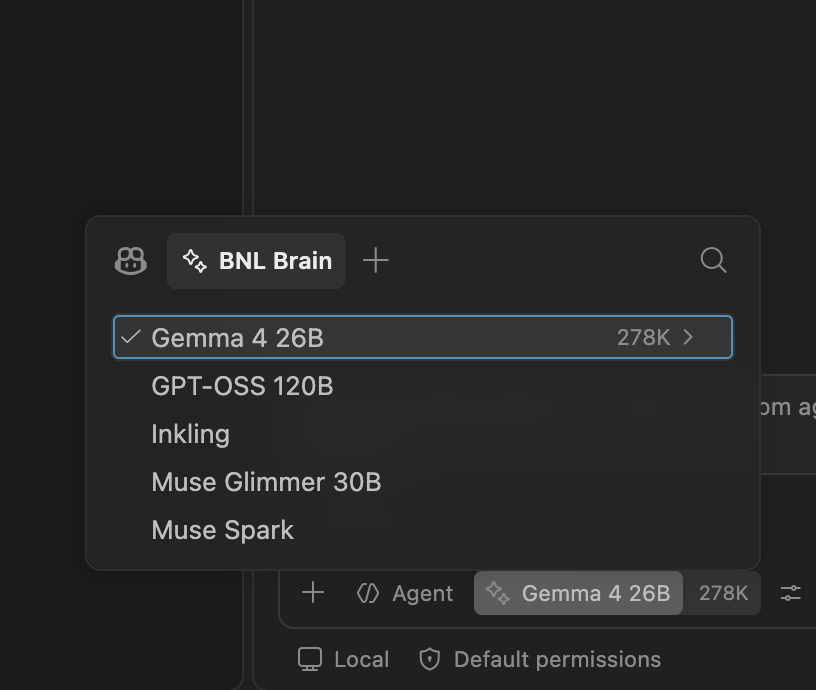 BNL Brain
Gemma 4 26B 278K
GPT-OSS 120B
Inkling
Muse Glimmer 30B
Muse Spark
Agent Gemma 4 26B 278K
Local Default permissions